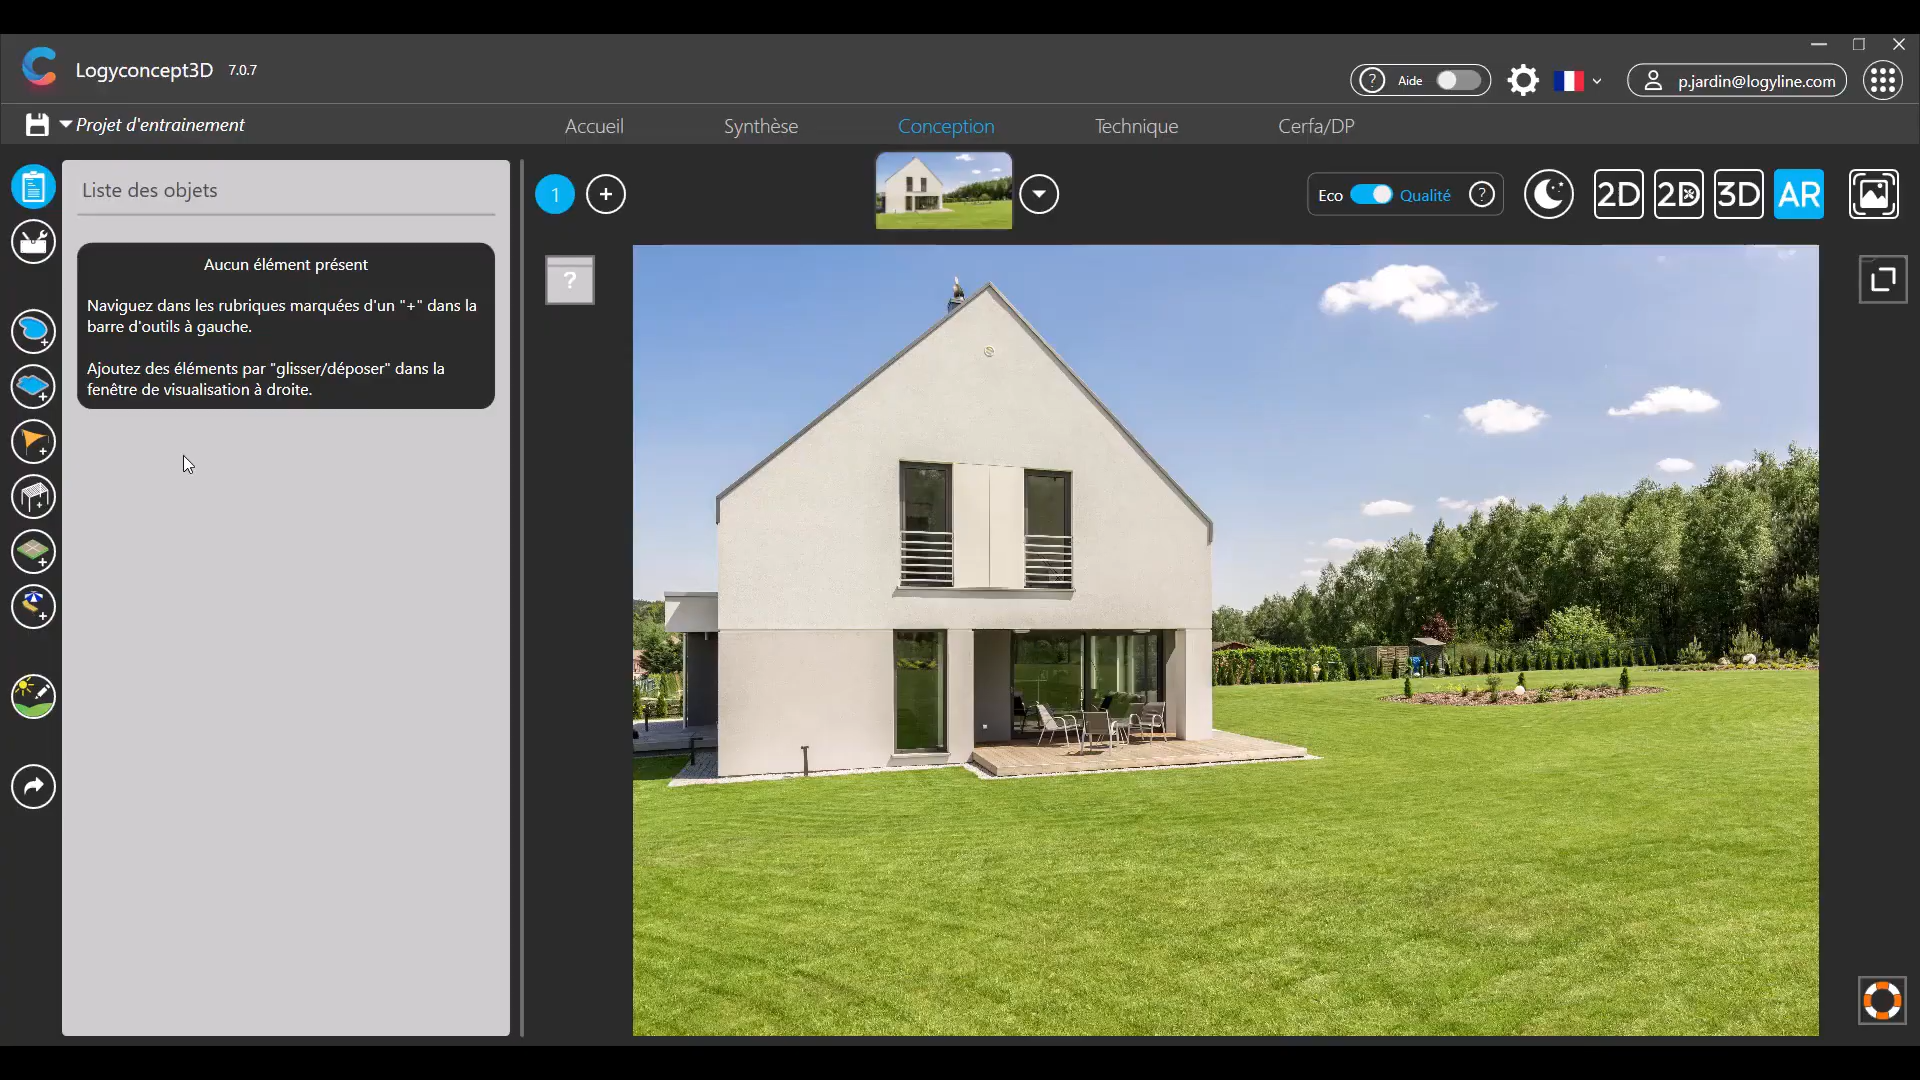 Logyconcept3D 7.0.7
? Aide
p.jardin@logyline.com
Projet d'entrainement
Accueil
Synthèse
Conception
Technique
Cerfa/DP
Liste des objets
Aucun élément présent
Naviguez dans les rubriques marquées d'un "+" dans la
barre d'outils à gauche.
Ajoutez des éléments par "glisser/déposer" dans la
fenêtre de visualisation à droite.
1
+
Eco
Qualité
?
2D
2D
3D
AR
?